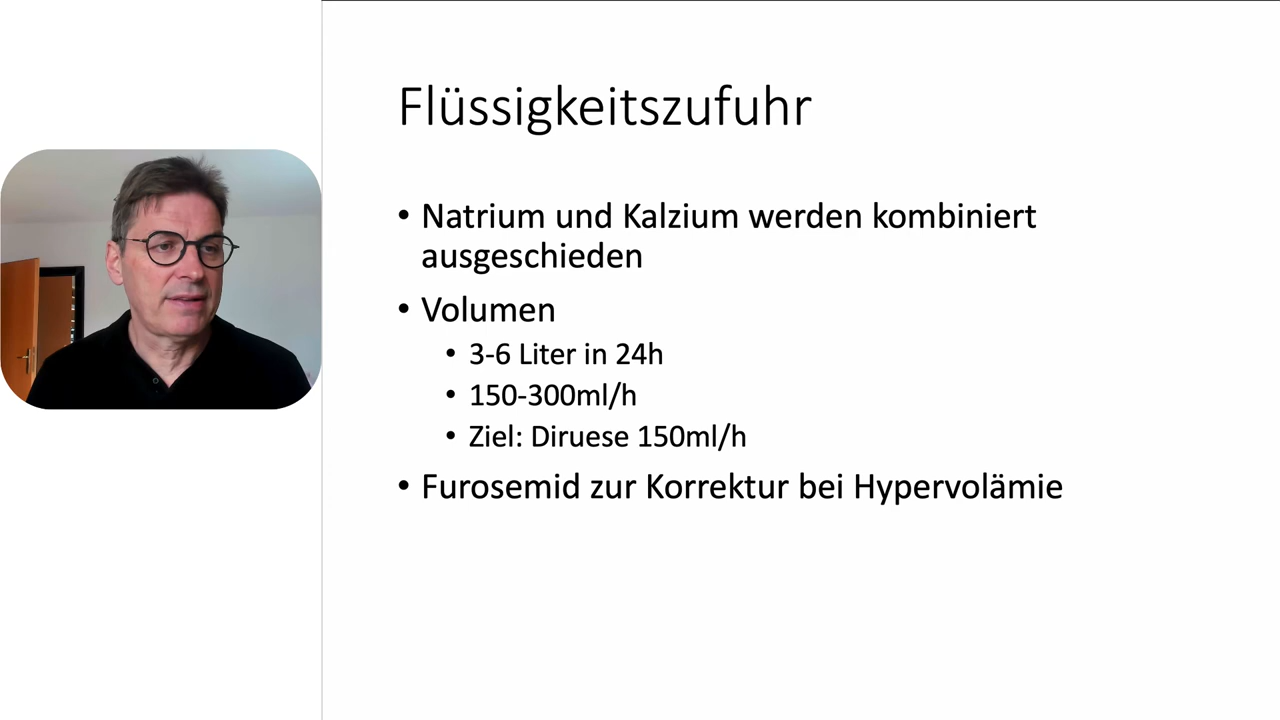 Flüssigkeitszufuhr
• Natrium und Kalzium werden kombiniert
ausgeschieden
• Volumen
• 3-6 Liter in 24h
• 150-300ml/h
• Ziel: Diruese 150ml/h
• Furosemid zur Korrektur bei Hypervolämie